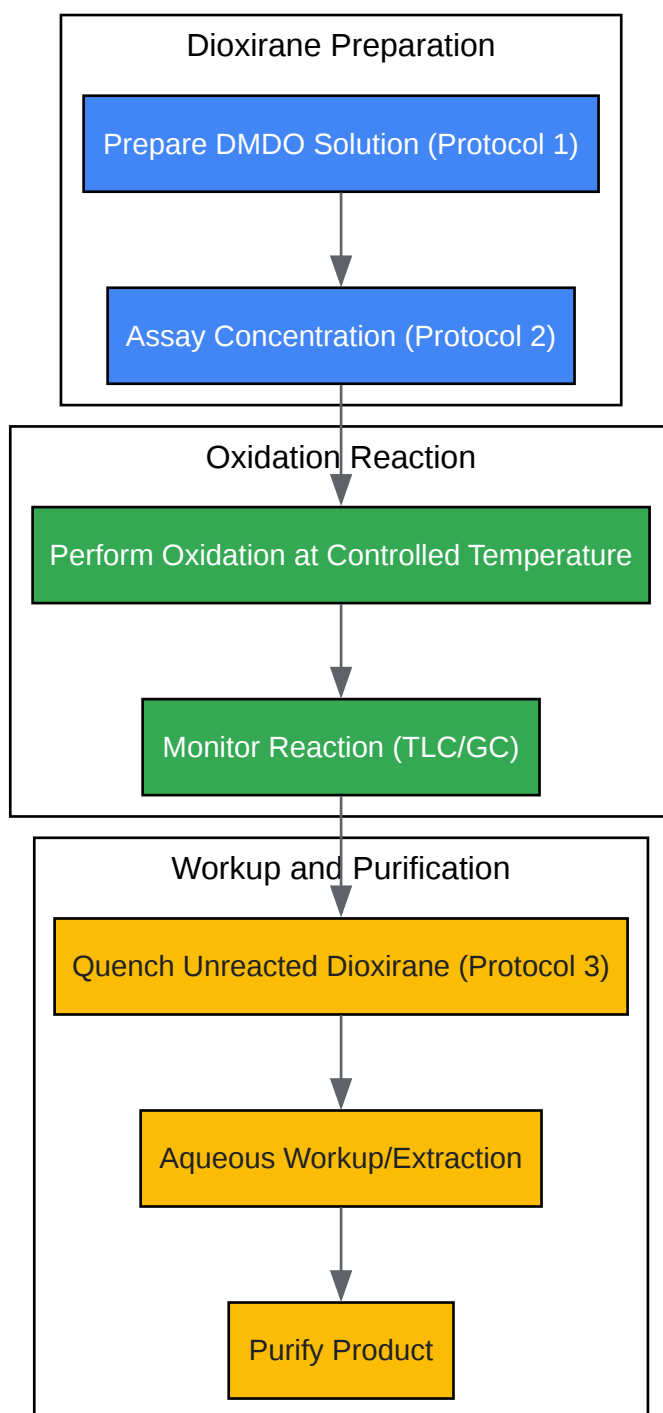 Dioxirane Preparation
Prepare DMDO Solution (Protocol 1)
Assay Concentration (Protocol 2)
Oxidation Reaction
Perform Oxidation at Controlled Temperature
Monitor Reaction (TLC/GC)
Workup and Purification
Quench Unreacted Dioxirane (Protocol 3)
Aqueous Workup/Extraction
Purify Product